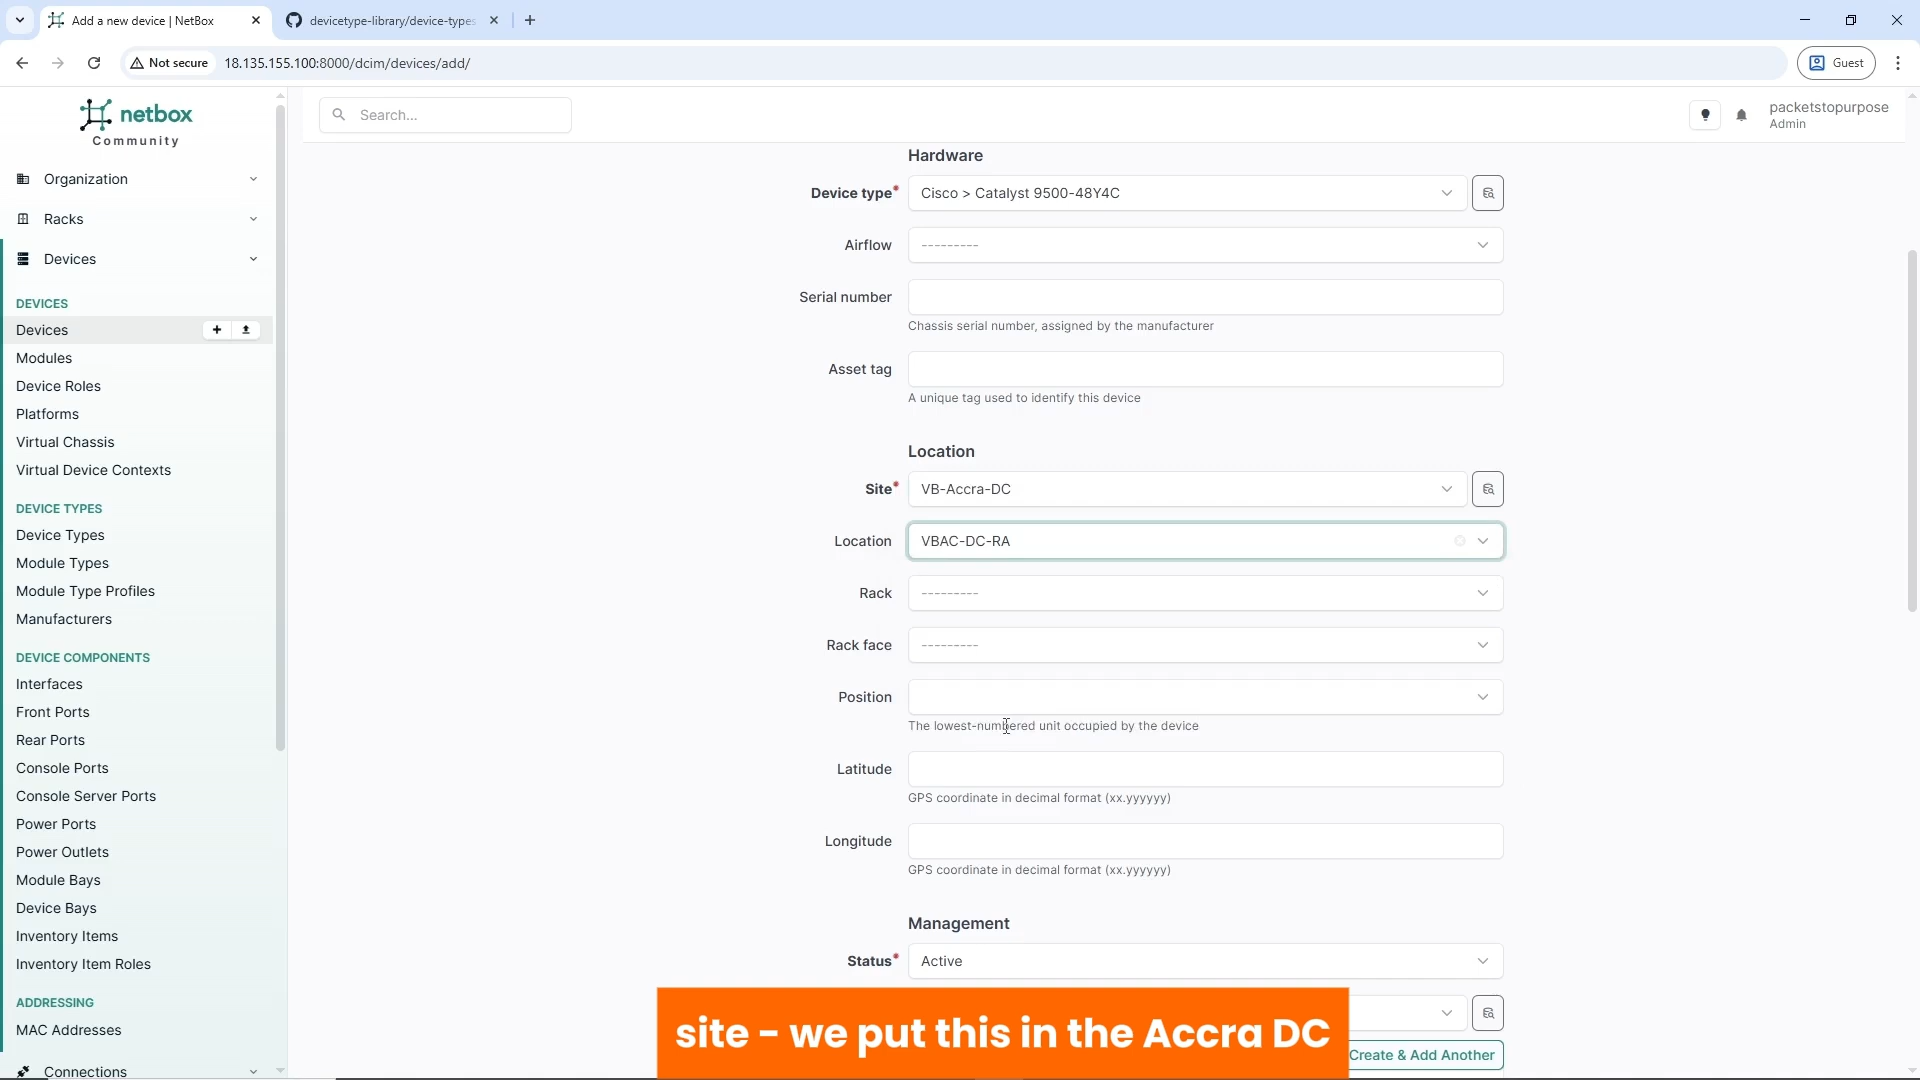 Add a new device | NetBox
devicetype-library/device-types
Not secure
18.135.155.100:8000/dcim/devices/add/
Guest
netbox
Community
Search...
packetstopurpose
Admin
Organization
Racks
Devices
DEVICES
Devices
Modules
Device Roles
Platforms
Virtual Chassis
Virtual Device Contexts
DEVICE TYPES
Device Types
Module Types
Module Type Profiles
Manufacturers
DEVICE COMPONENTS
Interfaces
Front Ports
Rear Ports
Console Ports
Console Server Ports
Power Ports
Power Outlets
Module Bays
Device Bays
Inventory Items
Inventory Item Roles
ADDRESSING
MAC Addresses
Connections
Hardware
Device type* Cisco > Catalyst 9500-48Y4C
Airflow ---------
Serial number
Chassis serial number, assigned by the manufacturer
Asset tag
A unique tag used to identify this device
Location
Site* VB-Accra-DC
Location VBAC-DC-RA
Rack ---------
Rack face ---------
Position
The lowest-numbered unit occupied by the device
Latitude
GPS coordinate in decimal format (xx.yyyyyy)
Longitude
GPS coordinate in decimal format (xx.yyyyyy)
Management
Status* Active
Create & Add Another
site - we put this in the Accra DC